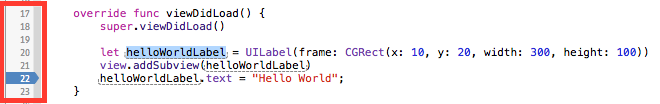 17 override func viewDidLoad() {
18 super.viewDidLoad()
19
20 let helloWorldLabel = UILabel(frame: CGRect(x: 10, y: 20, width: 300, height: 100))
21 view.addSubview(helloWorldLabel)
22 helloWorldLabel.text = "Hello World";
23 }